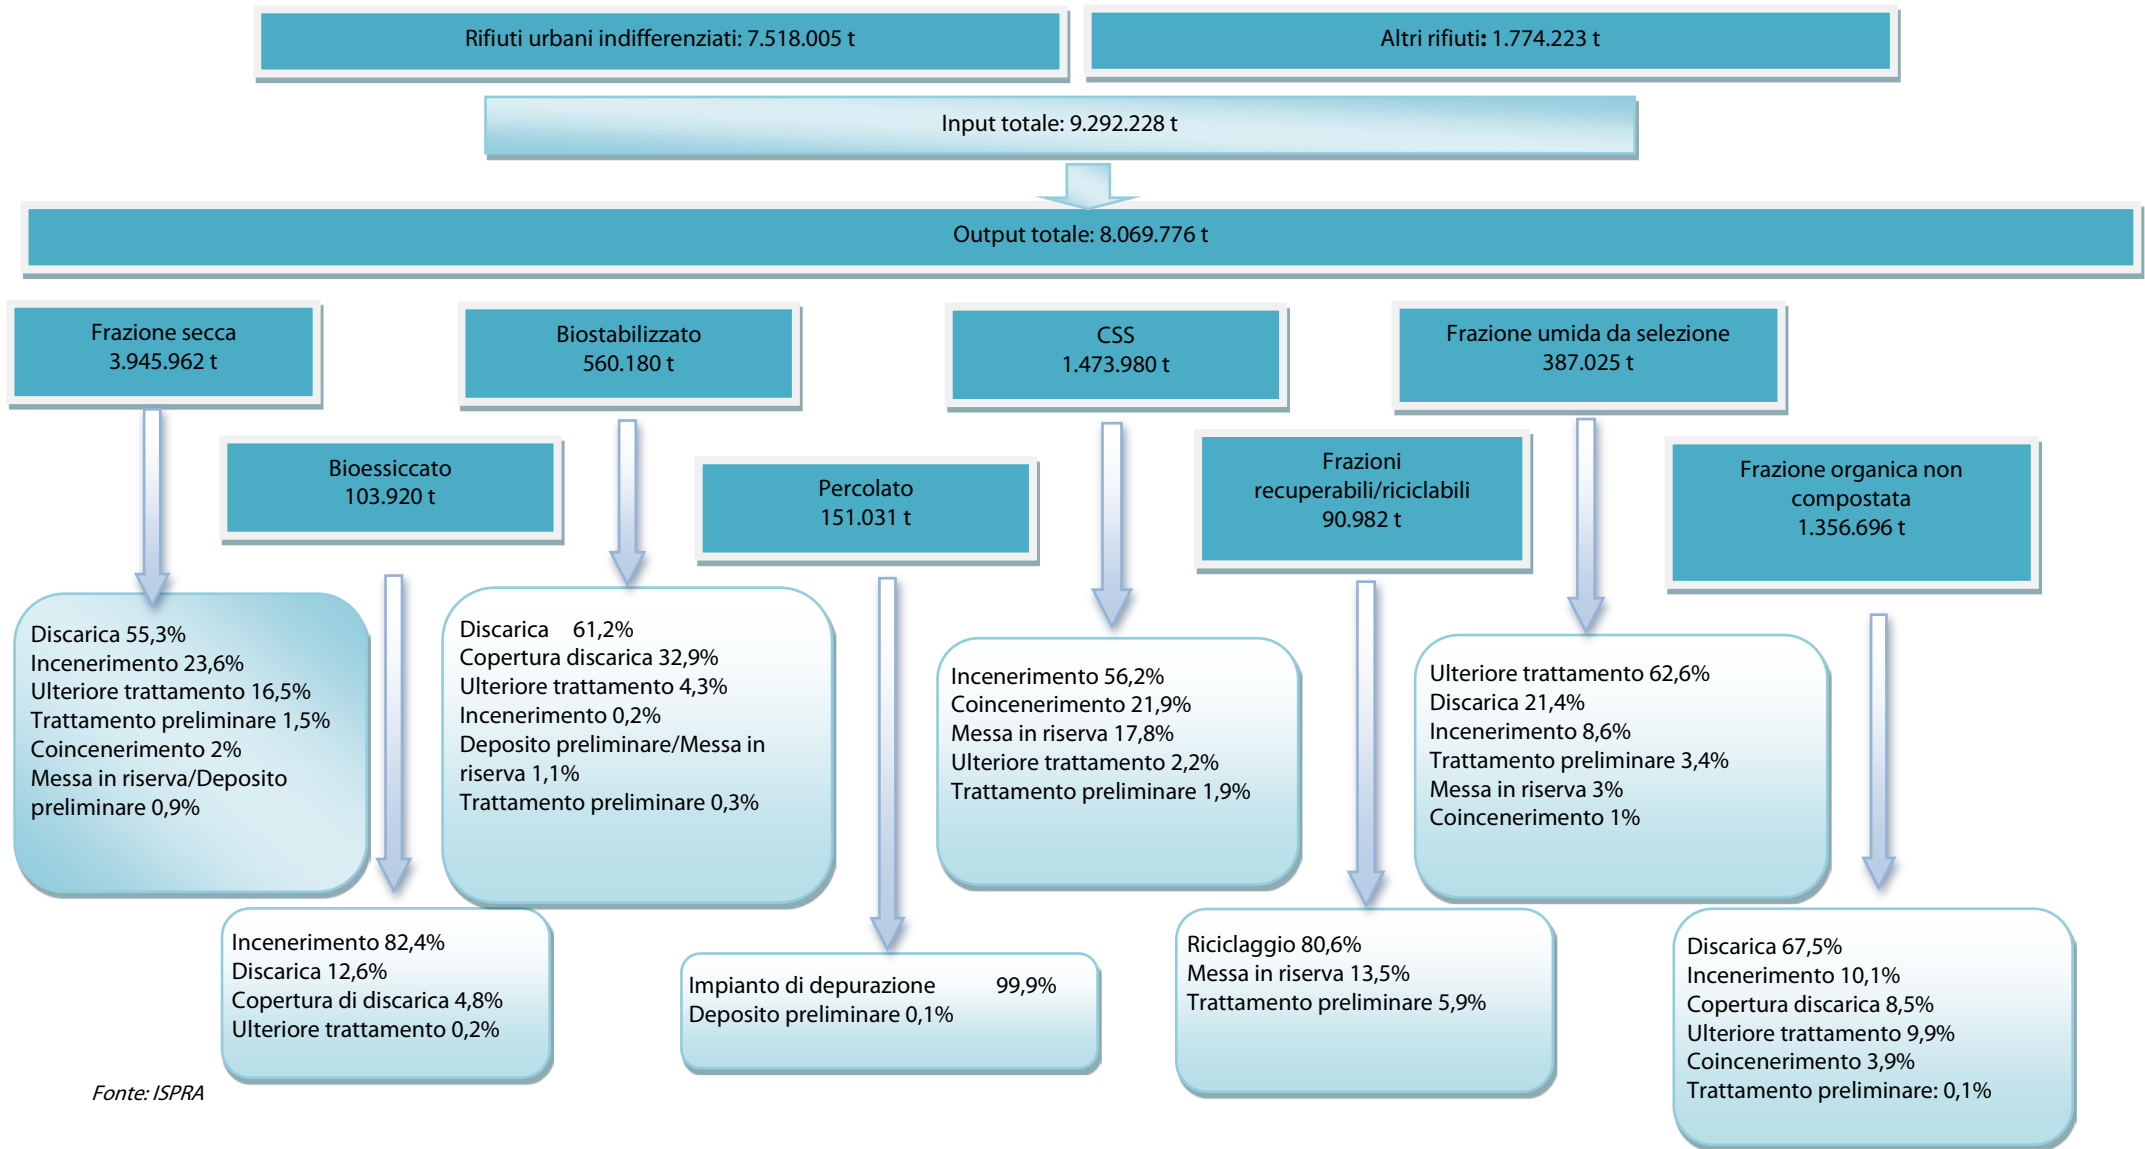 Rifiuti urbani indifferenziati: 7.518.005 t
Altri rifiuti: 1.774.223 t
Input totale: 9.292.228 t
Output totale: 8.069.776 t
Frazione secca
3.945.962 t
Biostabilizzato
560.180 t
CSS
1.473.980 t
Frazione umida da selezione
387.025 t
Bioessiccato
103.920 t
Percolato
151.031 t
Frazioni
recuperabili/riciclabili
90.982 t
Frazione organica non
compostata
1.356.696 t
Discarica 55,3%
Incenerimento 23,6%
Ulteriore trattamento 16,5%
Trattamento preliminare 1,5%
Coincenerimento 2%
Messa in riserva/Deposito
preliminare 0,9%
Discarica 61,2%
Copertura discarica 32,9%
Ulteriore trattamento 4,3%
Incenerimento 0,2%
Deposito preliminare/Messa in
riserva 1,1%
Trattamento preliminare 0,3%
Incenerimento 56,2%
Coincenerimento 21,9%
Messa in riserva 17,8%
Ulteriore trattamento 2,2%
Trattamento preliminare 1,9%
Ulteriore trattamento 62,6%
Discarica 21,4%
Incenerimento 8,6%
Trattamento preliminare 3,4%
Messa in riserva 3%
Coincenerimento 1%
Incenerimento 82,4%
Discarica 12,6%
Copertura di discarica 4,8%
Ulteriore trattamento 0,2%
Impianto di depurazione 99,9%
Deposito preliminare 0,1%
Riciclaggio 80,6%
Messa in riserva 13,5%
Trattamento preliminare 5,9%
Discarica 67,5%
Incenerimento 10,1%
Copertura discarica 8,5%
Ulteriore trattamento 9,9%
Coincenerimento 3,9%
Trattamento preliminare: 0,1%
Fonte: ISPRA